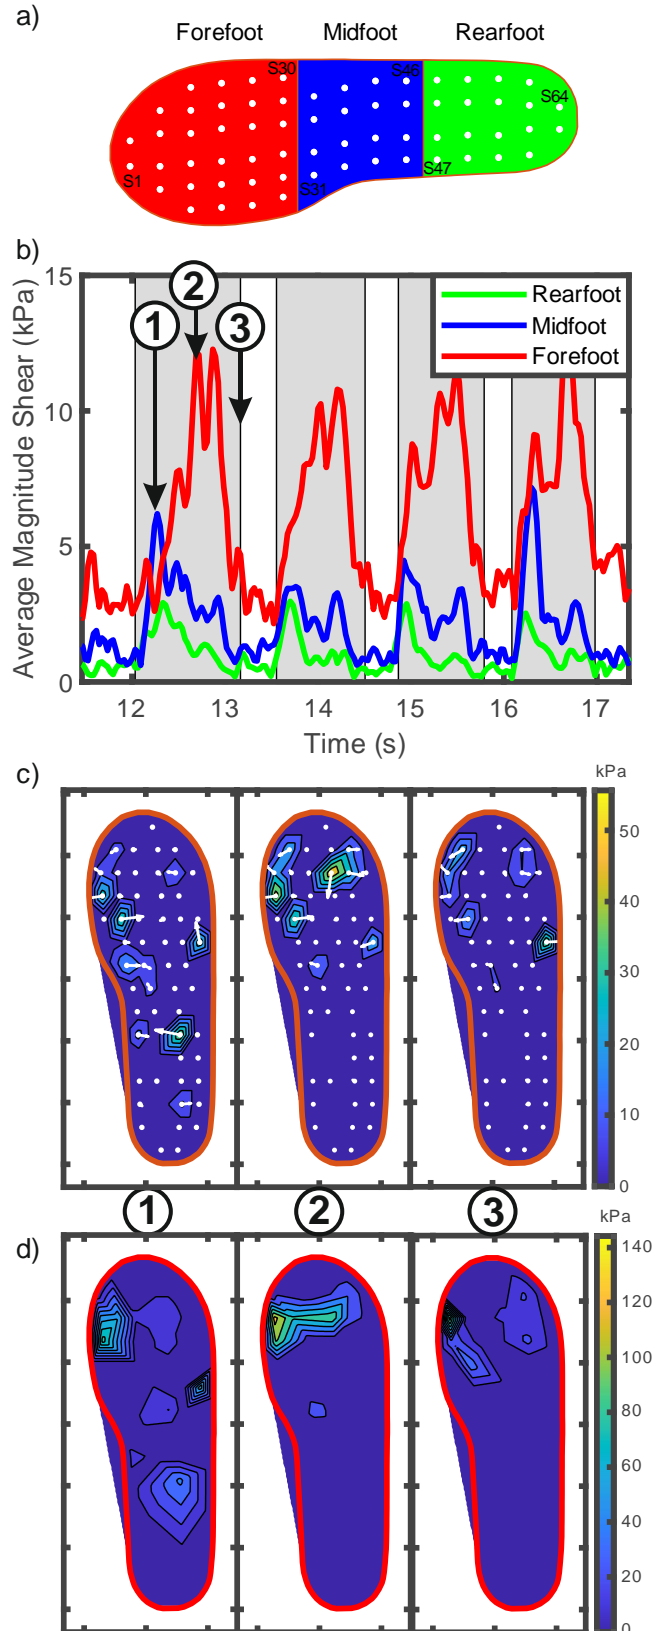 a)
Forefoot Midfoot Rearfoot
S30 S46
S64
S1 S31 S47
b)
15
10
5
0
Average Magnitude Shear (kPa)
1 2 3
Rearfoot
Midfoot
Forefoot
12 13 14 15 16 17
Time (s)
c)
kPa
50
40
30
20
10
0
1 2 3
d)
kPa
140
120
100
80
60
40
20
0